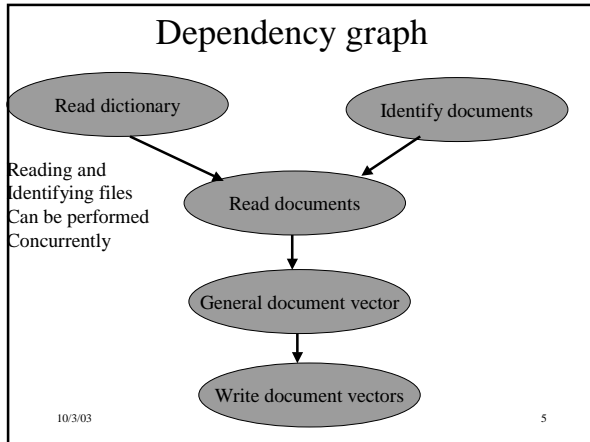 Dependency graph
Read dictionary
Identify documents
Reading and
Identifying files
Can be performed
Concurrently
Read documents
General document vector
Write document vectors
10/3/03
5